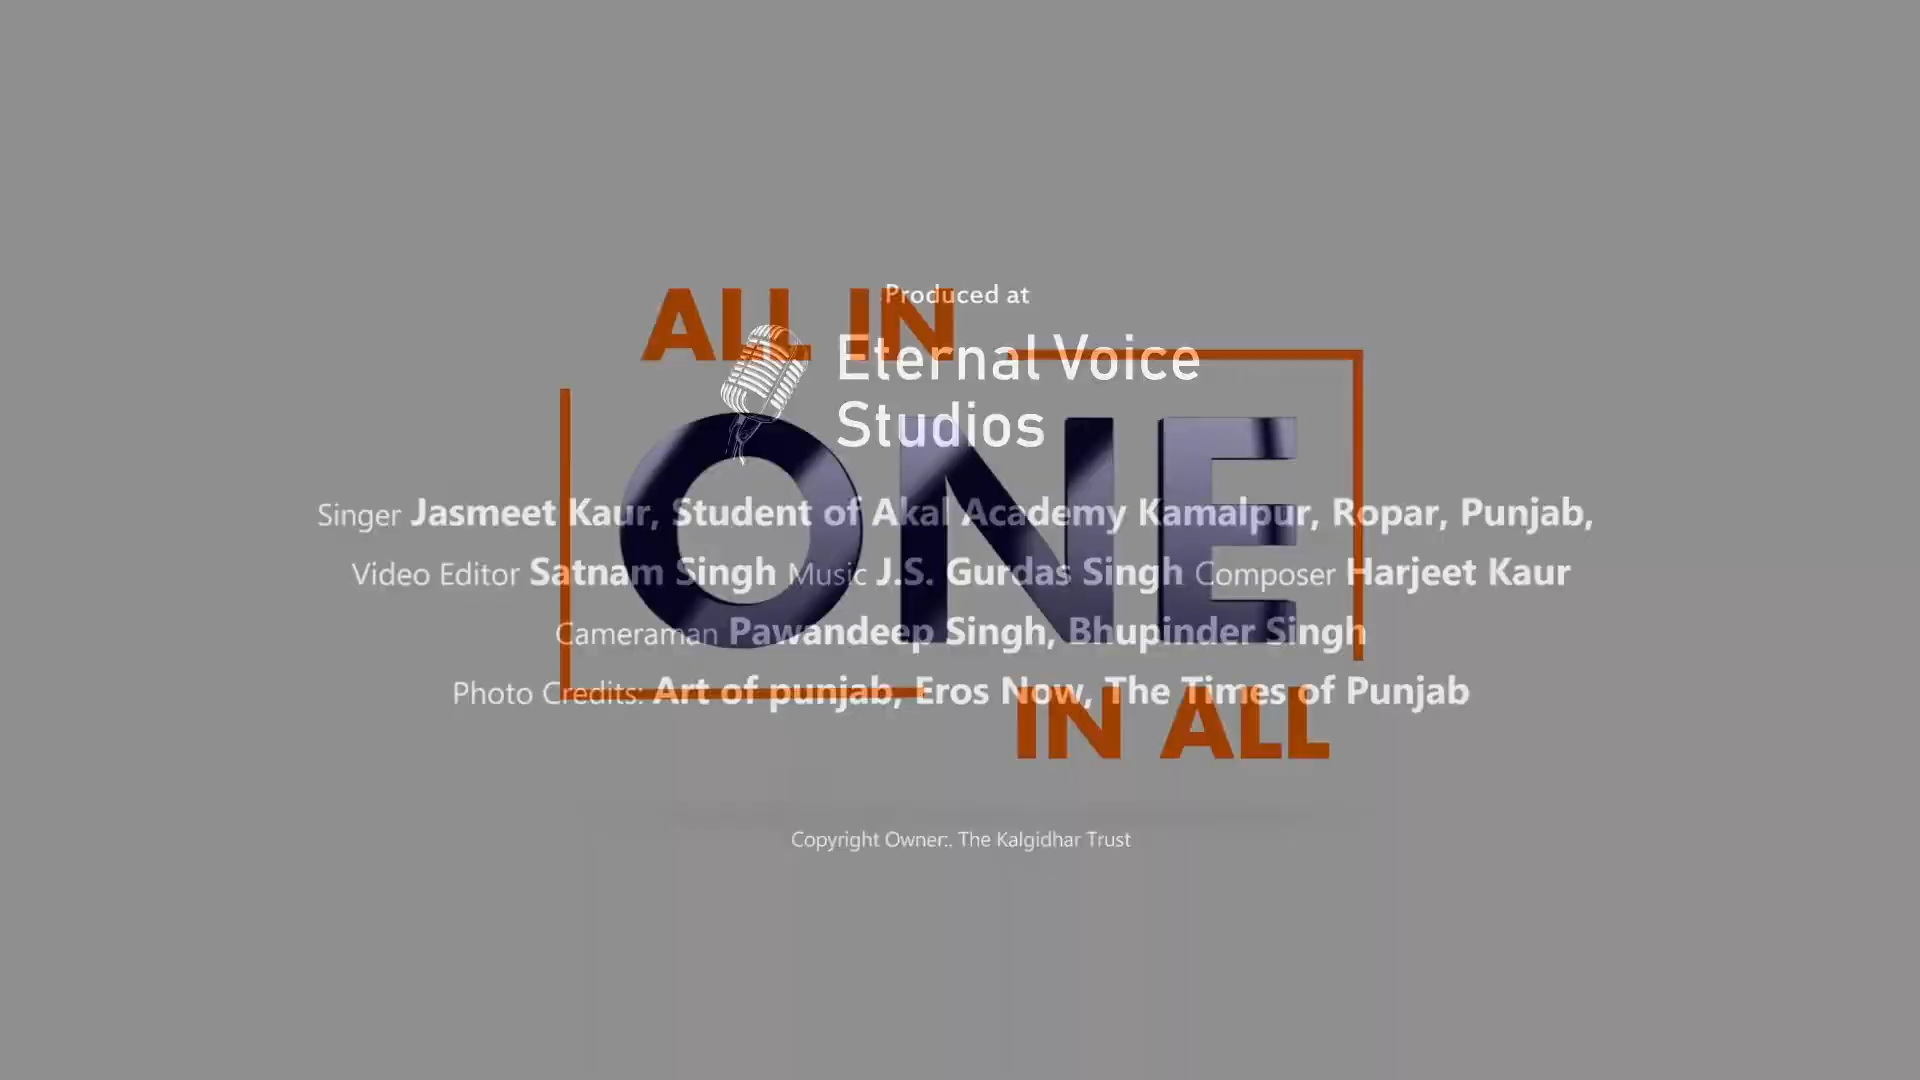 ALL IN
Produced at
Eternal Voice
Studios
ONE
Singer Jasmeet Kaur, Student of Akal Academy Kamalpur, Ropar, Punjab,
Video Editor Satnam Singh Music J.S. Gurdas Singh Composer Harjeet Kaur
Cameraman Pawandeep Singh, Bhupinder Singh
Photo Credits: Art of punjab, Eros Now, The Times of Punjab
IN ALL
Copyright Owner:. The Kalgidhar Trust